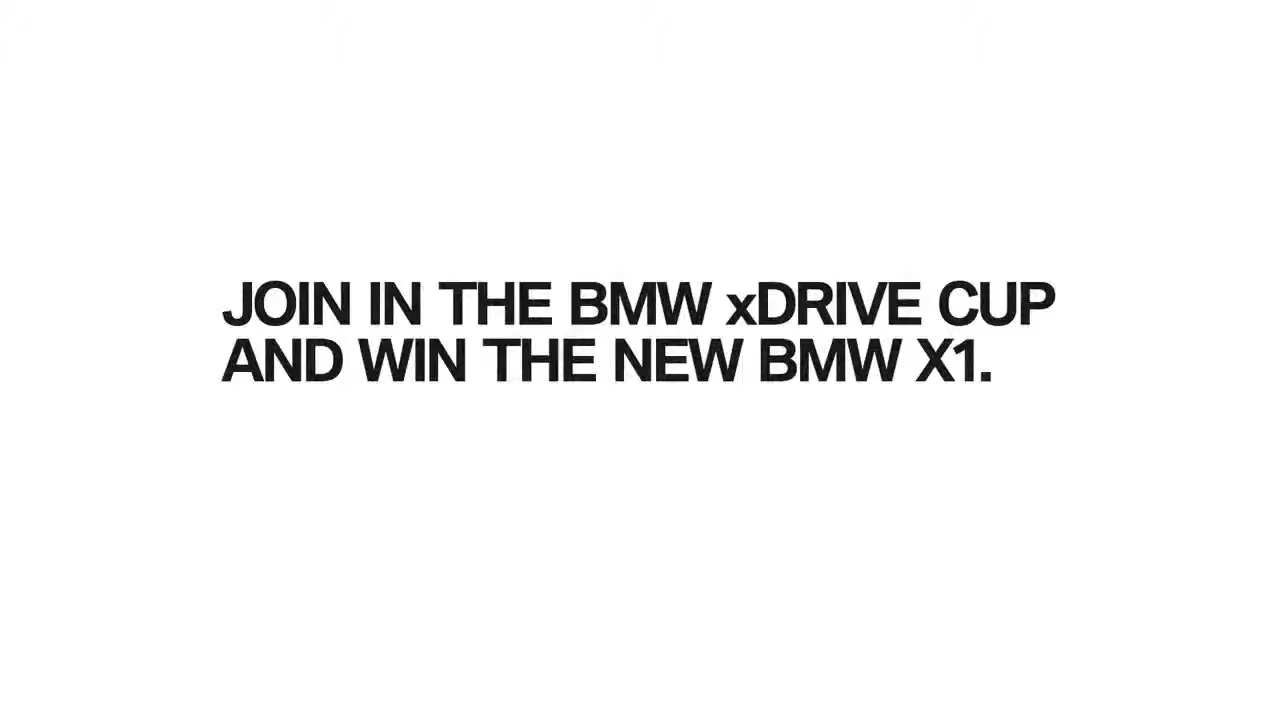 JOIN IN THE BMW xDRIVE CUP
AND WIN THE NEW BMW X1.